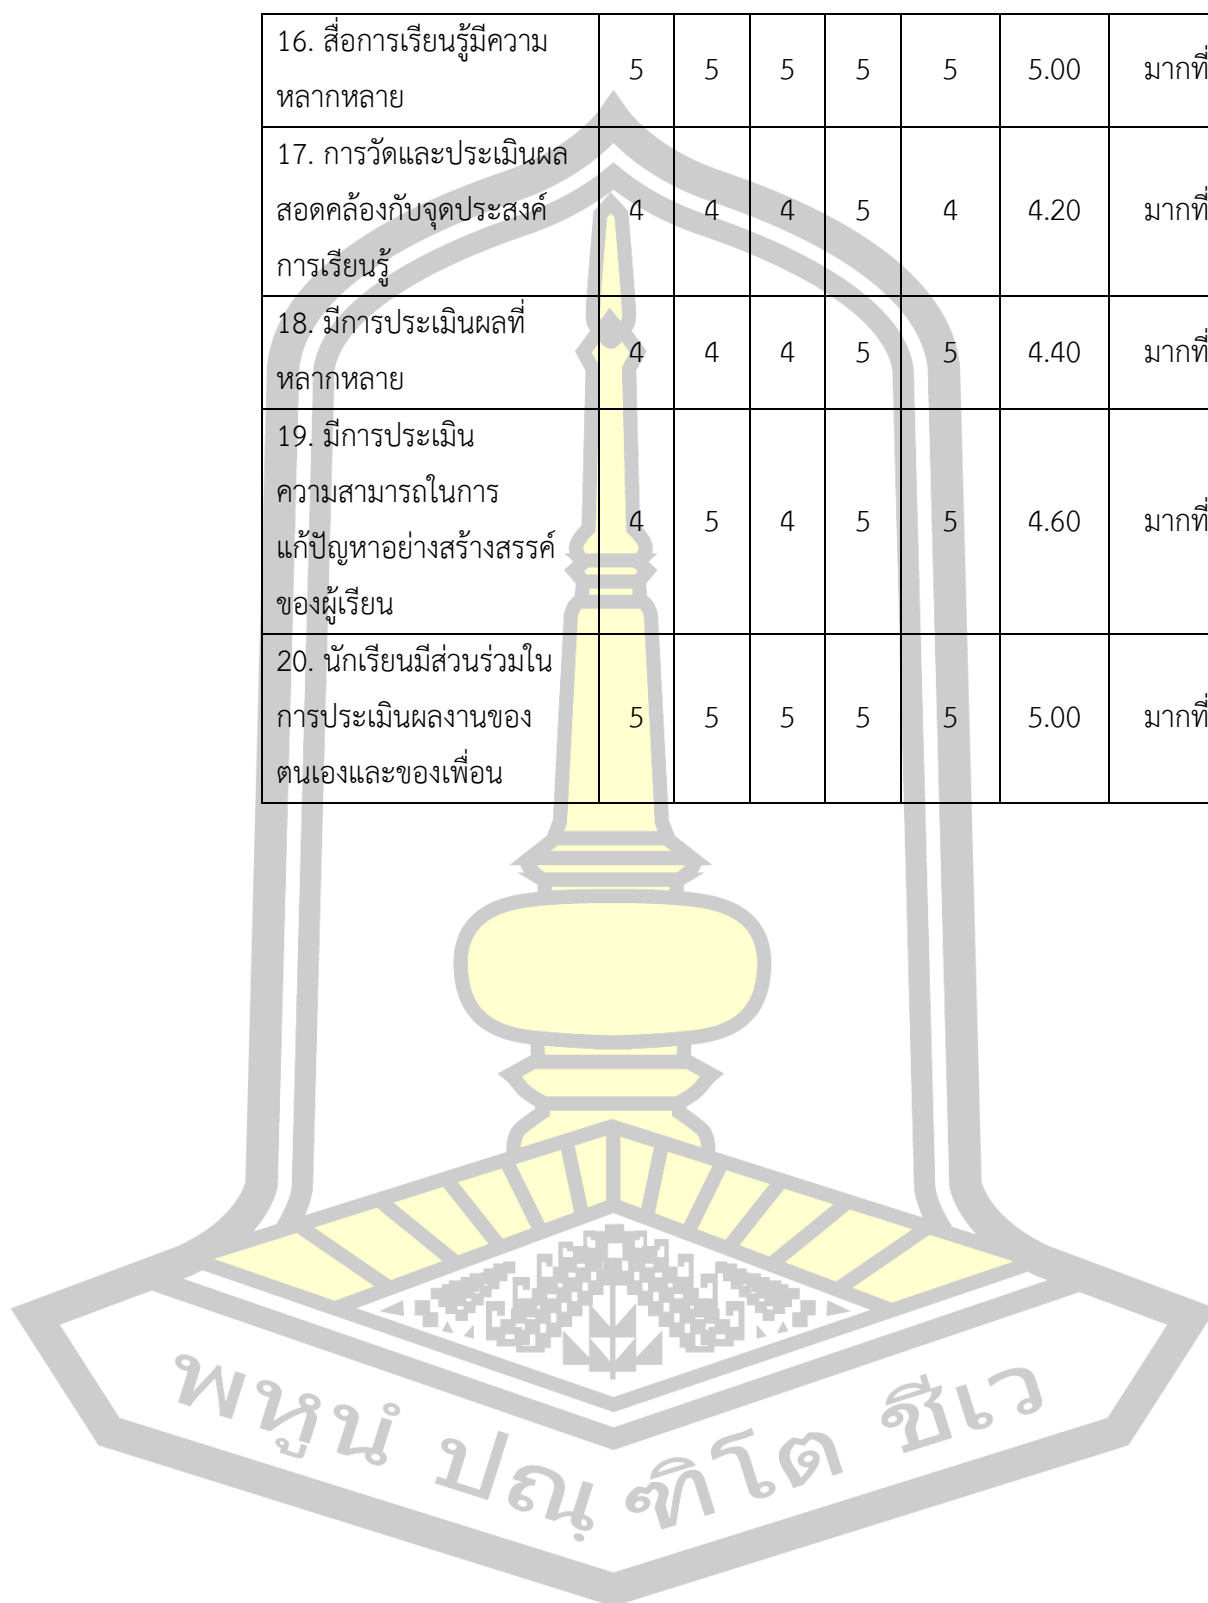 16. สื่อการเรียนรู้มีความ
หลากหลาย
5 5 5 5 5 5.00 มากที่
17. การวัดและประเมินผล
สอดคล้องกับจุดประสงค์
การเรียนรู้
4 4 4 5 4 4.20 มากที่
18. มีการประเมินผลที่
หลากหลาย
4 4 4 5 5 4.40 มากที่
19. มีการประเมิน
ความสามารถในการ
แก้ปัญหาอย่างสร้างสรรค์
ของผู้เรียน
4 5 4 5 5 4.60 มากที่
20. นักเรียนมีส่วนร่วมใน
การประเมินผลงานของ
ตนเองและของเพื่อน
5 5 5 5 5 5.00 มากที่
พหูนํ ปณฺฑิโต ชีเว